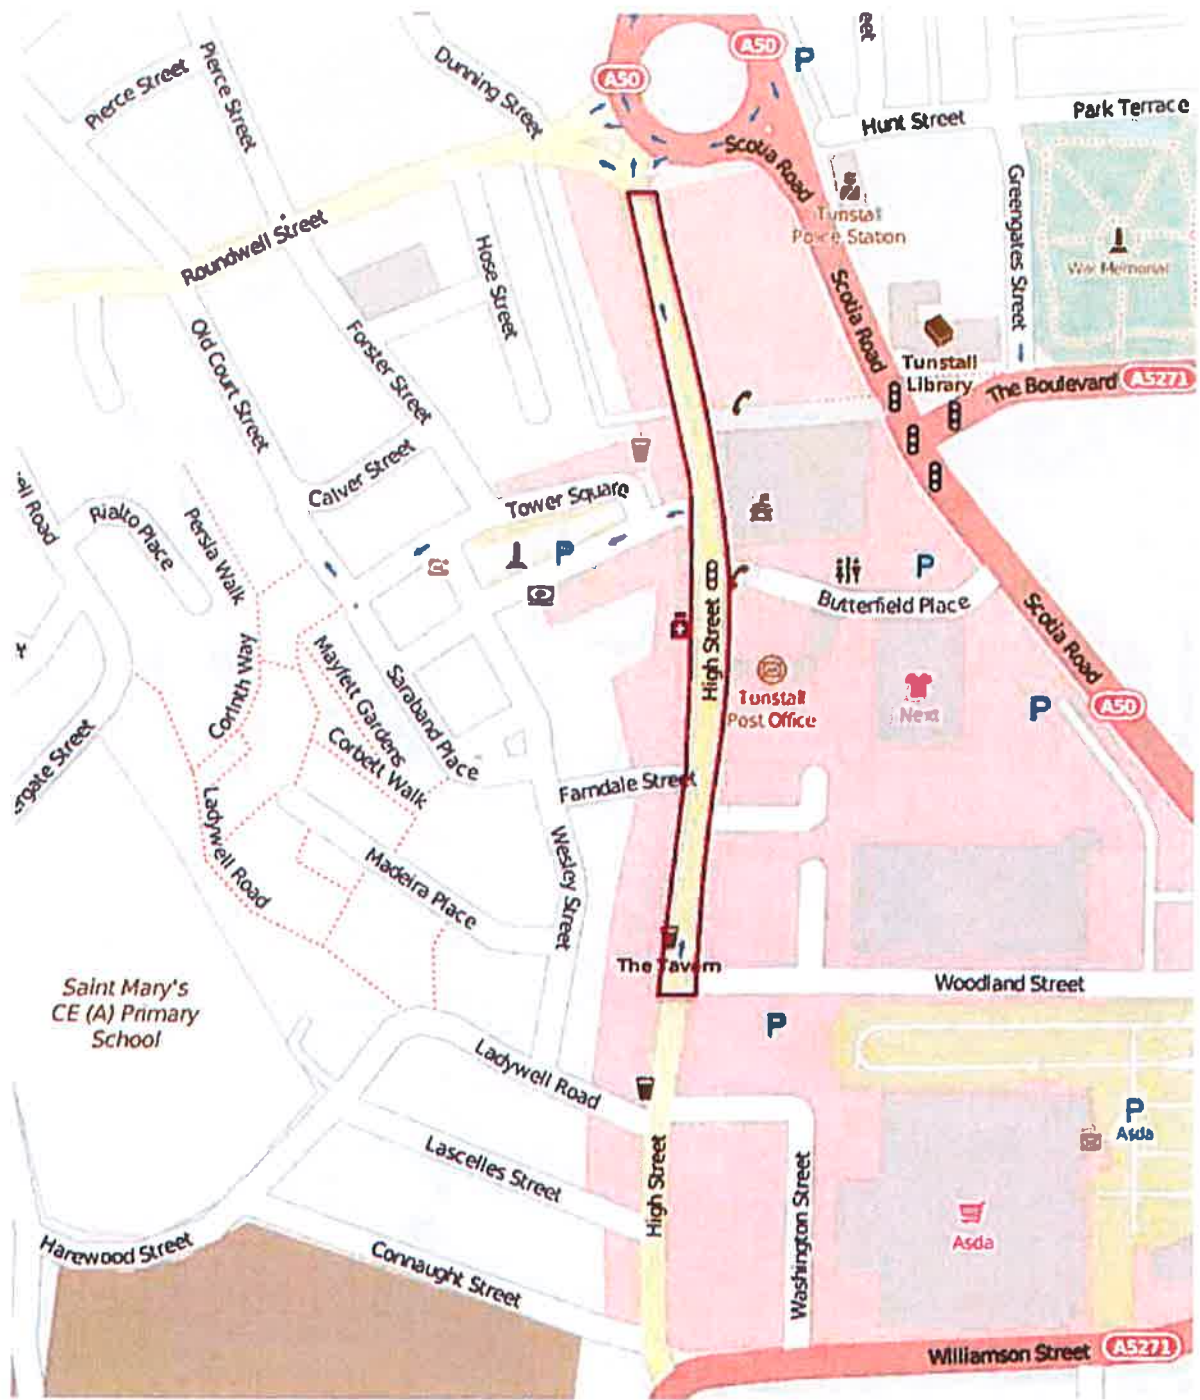 A50
A50
P
Pierce Street
Pierce Street
Dunning Street
Hunt Street
Park Terrace
Scotia Road
Tunstall
Police Station
Greengates Street
War Memorial
Roundwell Street
Hose Street
Scotia Road
Old Court Street
Forster Street
Tunstall
Library
The Boulevard
A5271
Calver Street
Tower Square
Rialto Place
Persia Walk
P
P
Butterfield Place
Scotia Road
High Street
Corinth Way
Mayfett Gardens
Saraband Place
Corbett Walk
Tunstall
Post Office
Next
P
A50
Farndale Street
Ladywell Road
Madeira Place
Wesley Street
The Tavern
Woodland Street
Saint Mary's
CE (A) Primary
School
P
Ladywell Road
P
Asda
Lascelles Street
High Street
Washington Street
Asda
Harewood Street
Connaught Street
Williamson Street
A5271